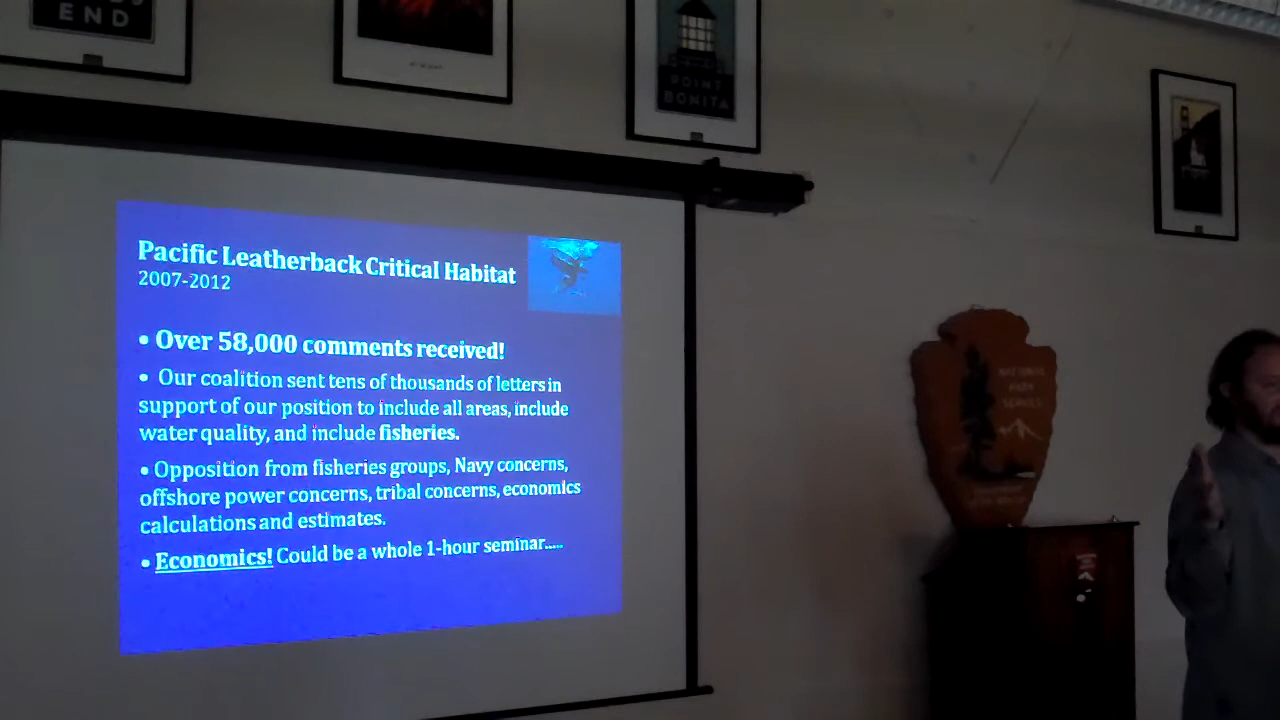 END
POINT
BONITA
Pacific Leatherback Critical Habitat
2007-2012
• Over 58,000 comments received!
• Our coalition sent tens of thousands of letters in
support of our position to include all areas, include
water quality, and include fisheries.
• Opposition from fisheries groups, Navy concerns,
offshore power concerns, tribal concerns, economics
calculations and estimates.
• Economics! Could be a whole 1-hour seminar.....
NATIONAL
PARK
SERVICE